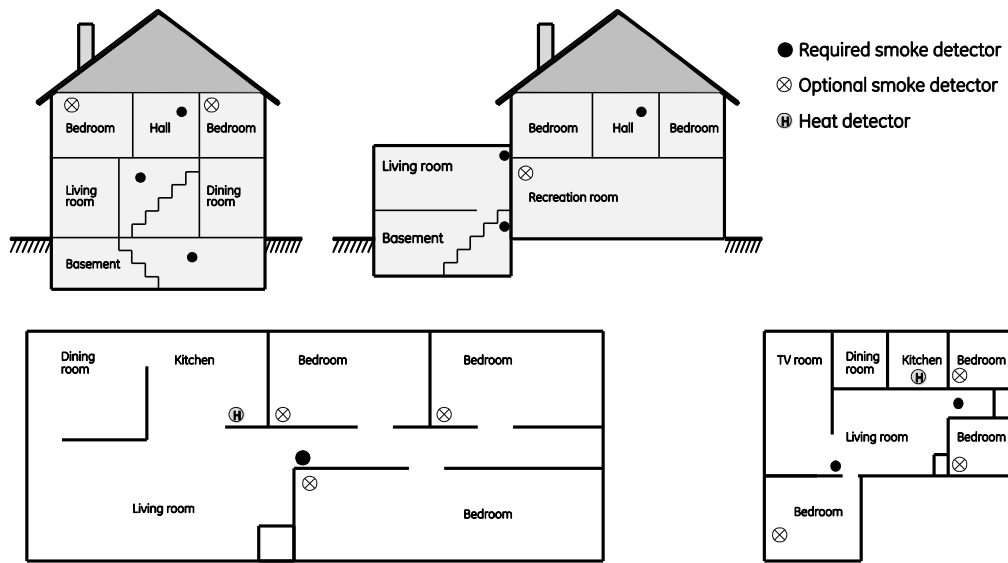 Required smoke detector
Optional smoke detector
H Heat detector
Bedroom
Hall
Bedroom
Living
room
Dining
room
Basement
Bedroom
Hall
Bedroom
Living room
Recreation room
Basement
Dining
room
Kitchen
Bedroom
Bedroom
H
Living room
Bedroom
TV room
Dining
room
Kitchen
Bedroom
H
Living room
Bedroom
Bedroom